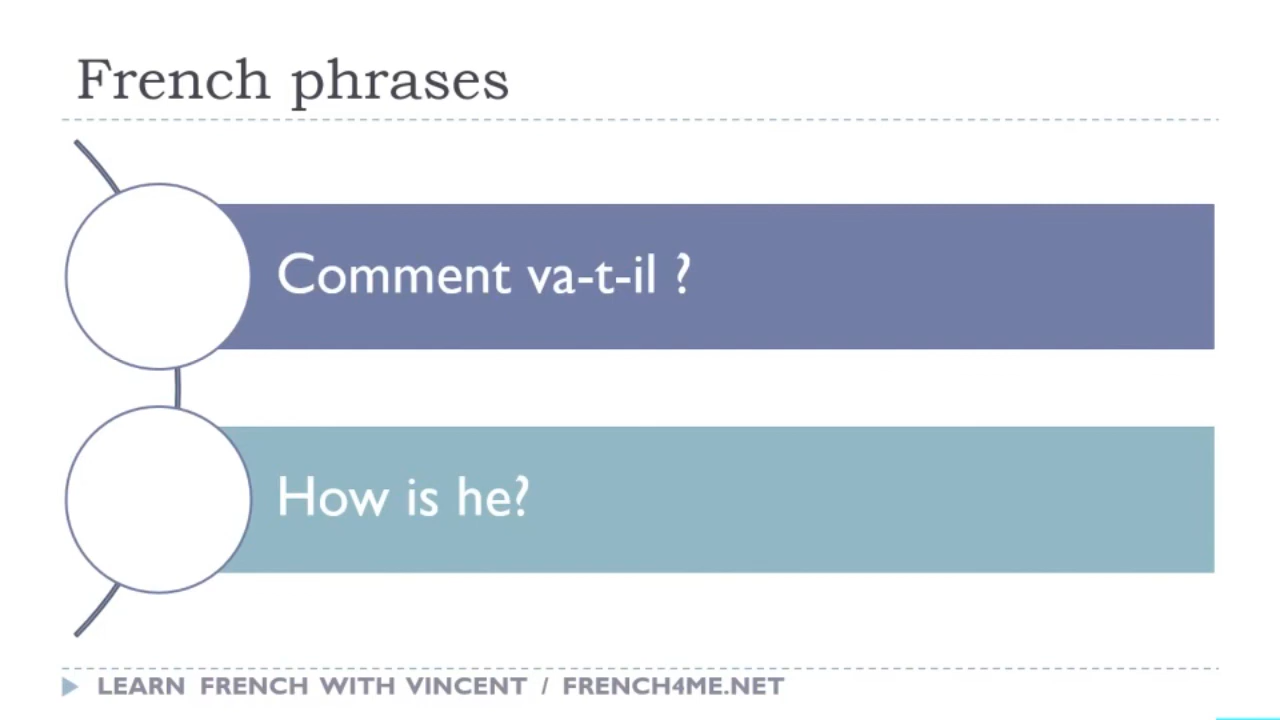 French phrases
Comment va-t-il ?
How is he?
LEARN FRENCH WITH VINCENT / FRENCH4ME.NET